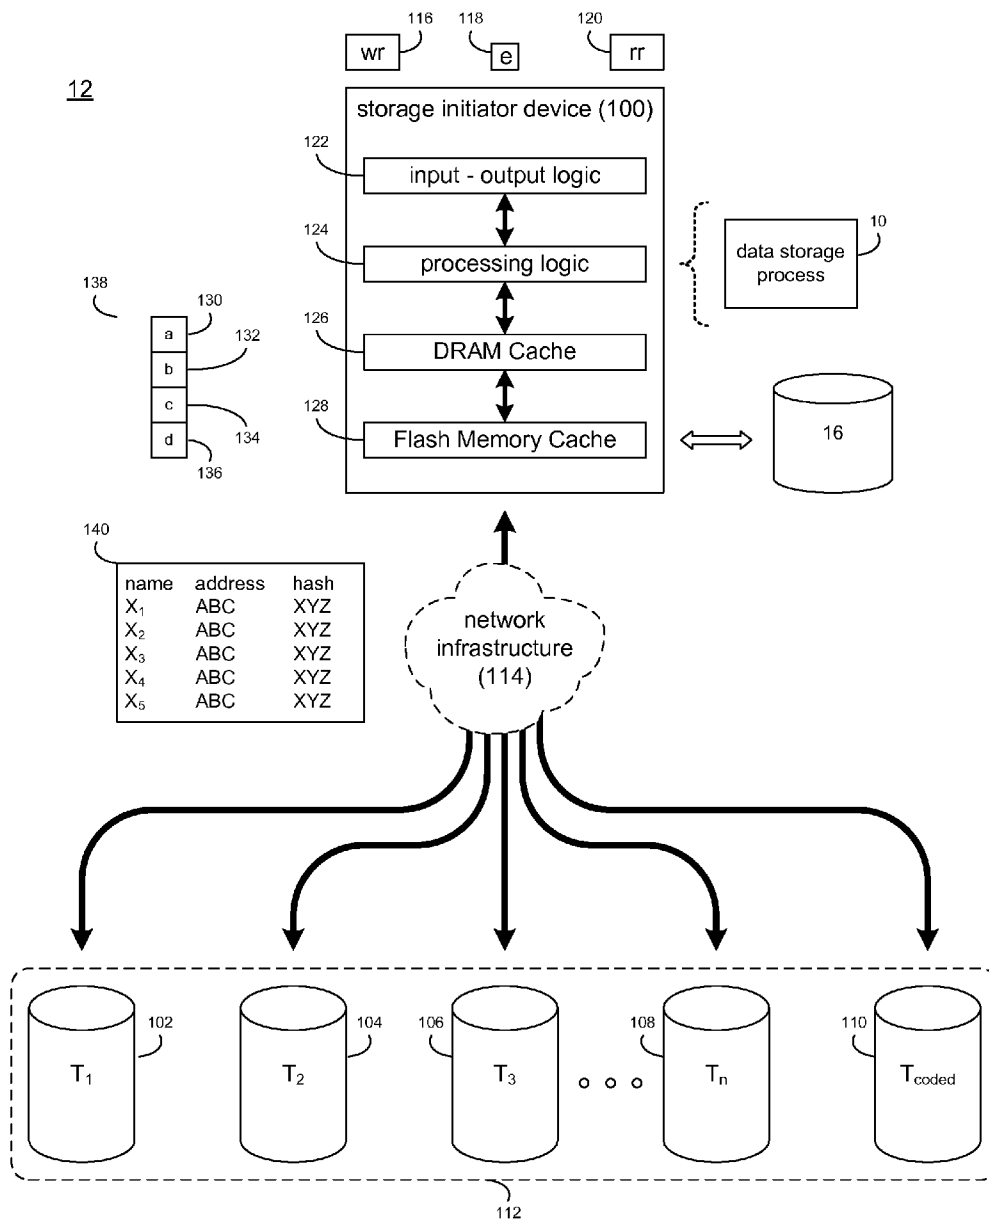 116
118
120
wr
e
rr
12
storage initiator device (100)
122
input - output logic
124
processing logic
10
data storage
process
138
130
a
132
b
c
134
d
136
126
DRAM Cache
128
Flash Memory Cache
16
140
name address hash
X1 ABC XYZ
X2 ABC XYZ
X3 ABC XYZ
X4 ABC XYZ
X5 ABC XYZ
network
infrastructure
(114)
102
104
106
108
110
T1
T2
T3
Tn
Tcoded
112